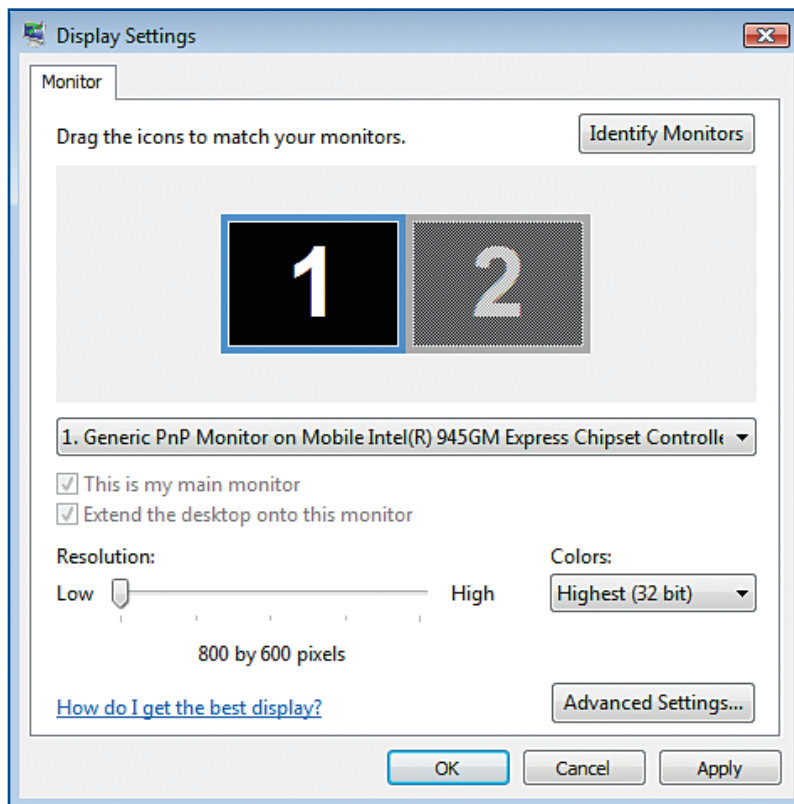 Display Settings
Monitor
Drag the icons to match your monitors.
Identify Monitors
1
2
1. Generic PnP Monitor on Mobile Intel(R) 945GM Express Chipset
This is my main monitor
Extend the desktop onto this monitor
Resolution:
Colors:
Low
High
Highest (32 bit)
800 by 600 pixels
How do I get the best display?
Advanced Settings...
OK
Cancel
Apply